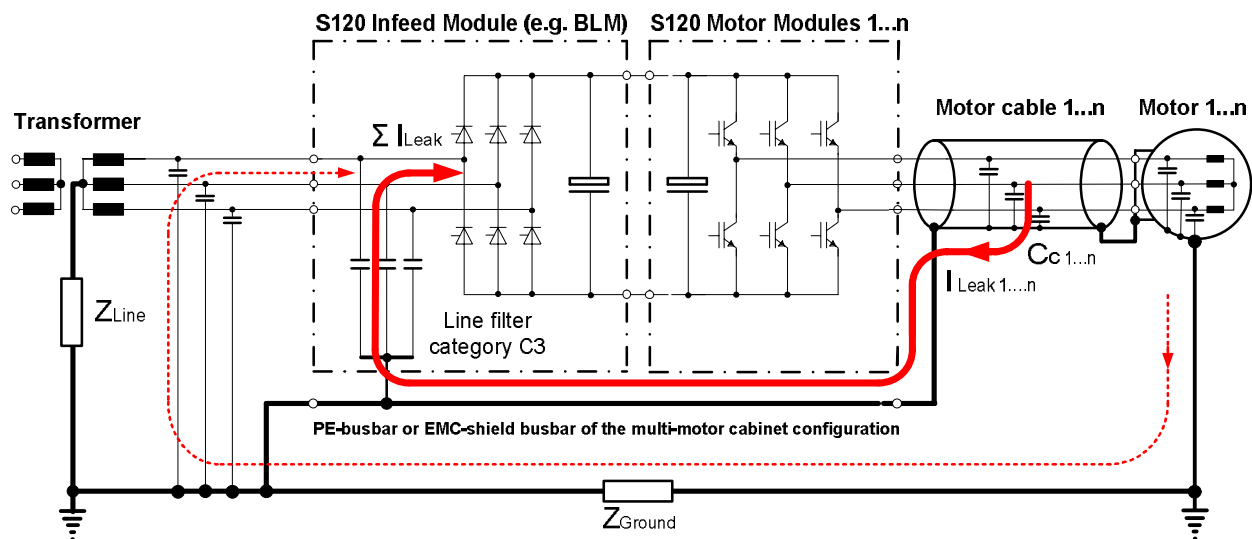 S120 Infeed Module (e.g. BLM)
S120 Motor Modules 1...n
Transformer
Σ ILeak
Motor cable 1...n
Motor 1...n
Cc 1...n
I Leak 1....n
ZLine
Line filter
category C3
PE-busbar or EMC-shield busbar of the multi-motor cabinet configuration
ZGround